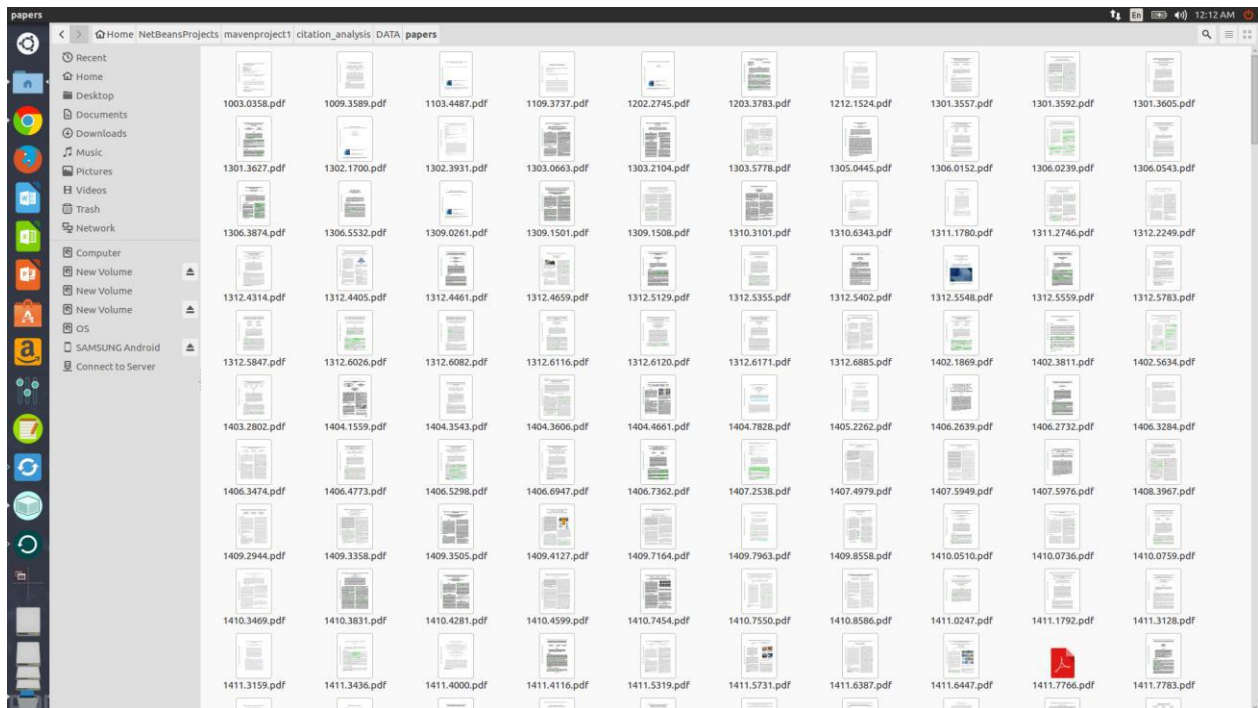 papers
En
12:12 AM
Home NetBeansProjects mavenproject1 citation_analysis DATA papers
Recent
Home
Desktop
Documents
Downloads
Music
Pictures
Videos
Trash
Network
Computer
New Volume
New Volume
New Volume
OS
SAMSUNG Android
Connect to Server
1003.0358.pdf 1009.3589.pdf 1103.4487.pdf 1109.3737.pdf 1202.2745.pdf 1203.3783.pdf 1212.1524.pdf 1301.3557.pdf 1301.3592.pdf 1301.3605.pdf
1301.3627.pdf 1302.1700.pdf 1302.3931.pdf 1303.0663.pdf 1303.2104.pdf 1303.5778.pdf 1305.0445.pdf 1306.0152.pdf 1306.0239.pdf 1306.0543.pdf
1306.3874.pdf 1306.5532.pdf 1309.0261.pdf 1309.1501.pdf 1309.1508.pdf 1310.3101.pdf 1310.6343.pdf 1311.1780.pdf 1311.2746.pdf 1312.2249.pdf
1312.4314.pdf 1312.4405.pdf 1312.4461.pdf 1312.4659.pdf 1312.5129.pdf 1312.5355.pdf 1312.5402.pdf 1312.5548.pdf 1312.5559.pdf 1312.5783.pdf
1312.5847.pdf 1312.6026.pdf 1312.6082.pdf 1312.6116.pdf 1312.6120.pdf 1312.6171.pdf 1312.6885.pdf 1402.1869.pdf 1402.3811.pdf 1402.5634.pdf
1403.2802.pdf 1404.1559.pdf 1404.3543.pdf 1404.3606.pdf 1404.4661.pdf 1404.7828.pdf 1405.2262.pdf 1406.2639.pdf 1406.2732.pdf 1406.3284.pdf
1406.3474.pdf 1406.4773.pdf 1406.5298.pdf 1406.6947.pdf 1406.7362.pdf 1407.2538.pdf 1407.4979.pdf 1407.5949.pdf 1407.5976.pdf 1408.3967.pdf
1409.2944.pdf 1409.3358.pdf 1409.3505.pdf 1409.4127.pdf 1409.7164.pdf 1409.7963.pdf 1409.8558.pdf 1410.0510.pdf 1410.0736.pdf 1410.0759.pdf
1410.3469.pdf 1410.3831.pdf 1410.4281.pdf 1410.4599.pdf 1410.7454.pdf 1410.7550.pdf 1410.8586.pdf 1411.0247.pdf 1411.1792.pdf 1411.3128.pdf
1411.3159.pdf 1411.3436.pdf 1411.4000.pdf 1411.4116.pdf 1411.5319.pdf 1411.5731.pdf 1411.6387.pdf 1411.6447.pdf 1411.7766.pdf 1411.7783.pdf